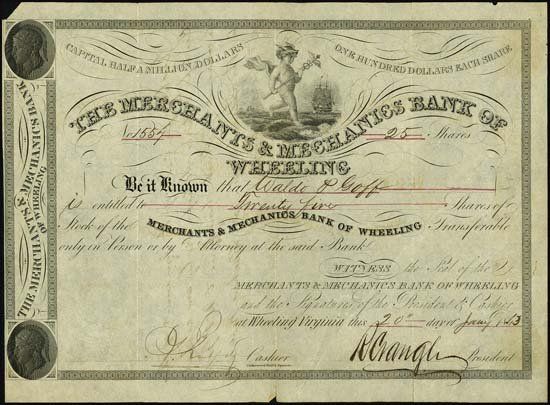 CAPITAL HALF A MILLION DOLLARS
ONE HUNDRED DOLLARS EACH SHARE
THE MERCHANTS & MECHANICS BANK OF
No 1554
25 Shares
WHEELING
Be it Known that Waldo P. Goff
is entitled to Twenty five Shares of
Stock of the MERCHANTS & MECHANICS BANK OF WHEELING Transferable
only in Person or by Attorney at the said Bank
WITNESS the Seal of the
MERCHANTS & MECHANICS BANK OF WHEELING
and the Signatures of the President & Cashier
at Wheeling Virginia this 20th day of Jany 1853
Cashier
R Crangle President
THE MERCHANTS & MECHANICS BANK
OF WHEELING